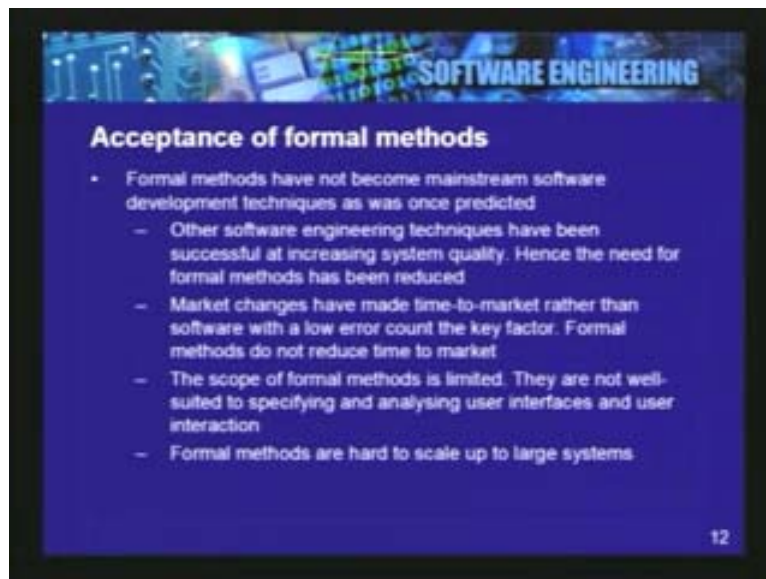 SOFTWARE ENGINEERING
Acceptance of formal methods
• Formal methods have not become mainstream software
development techniques as was once predicted
– Other software engineering techniques have been
successful at increasing system quality. Hence the need for
formal methods has been reduced
– Market changes have made time-to-market rather than
software with a low error count the key factor. Formal
methods do not reduce time to market
– The scope of formal methods is limited. They are not well-
suited to specifying and analysing user interfaces and user
interaction
– Formal methods are hard to scale up to large systems
12